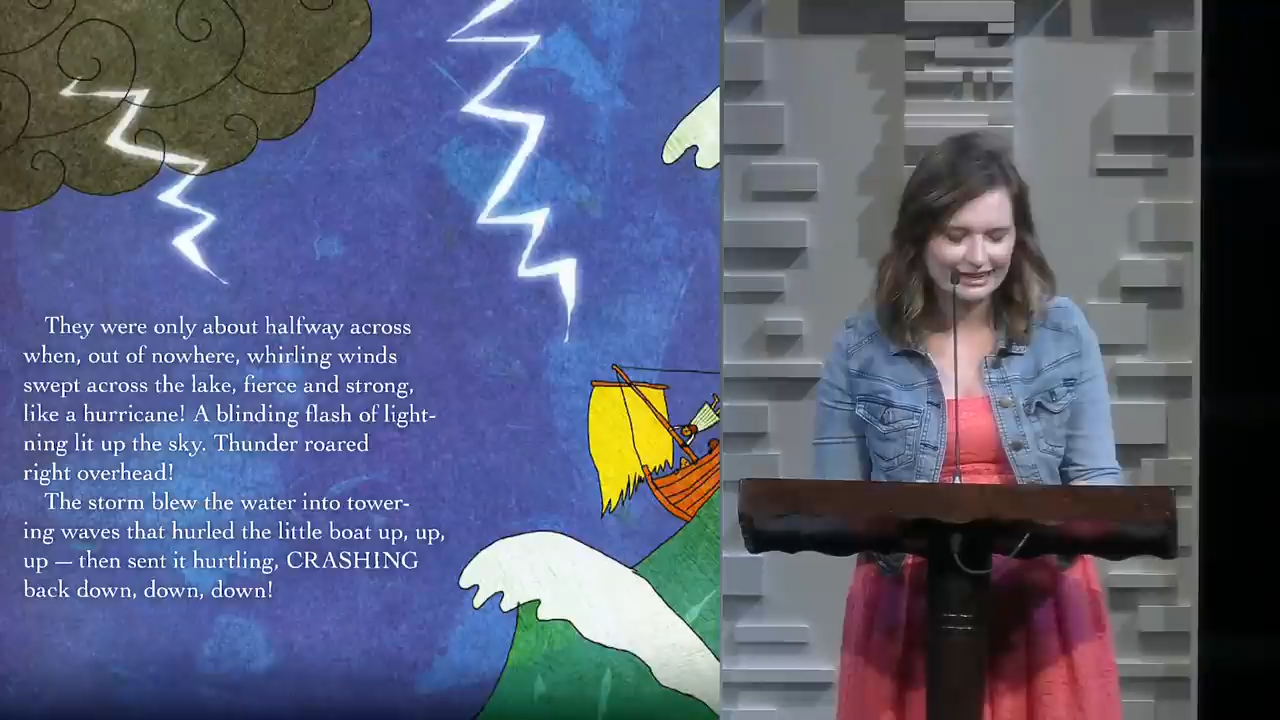 They were only about halfway across
when, out of nowhere, whirling winds
swept across the lake, fierce and strong,
like a hurricane! A blinding flash of light-
ning lit up the sky. Thunder roared
right overhead!
The storm blew the water into tower-
ing waves that hurled the little boat up, up,
up — then sent it hurtling, CRASHING
back down, down, down!